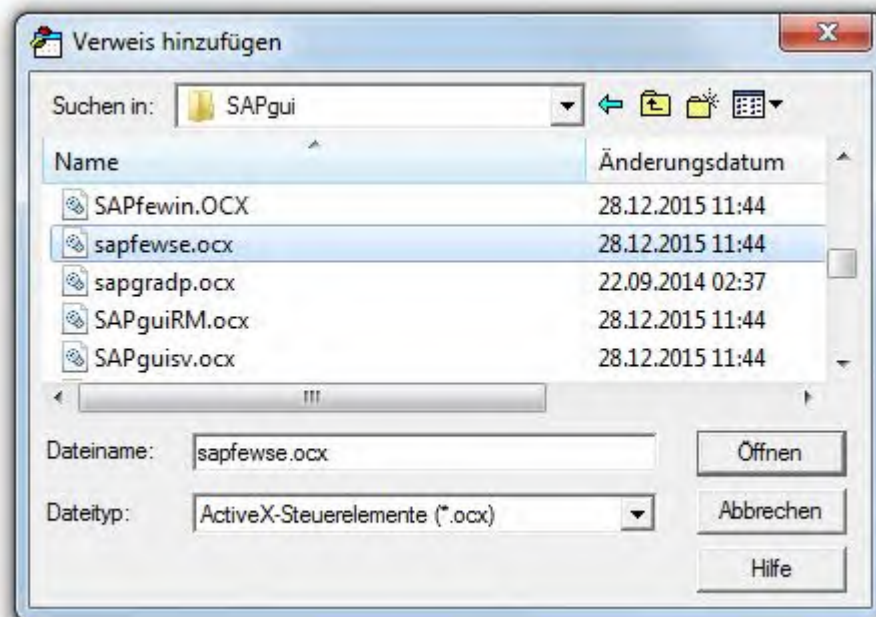 Verweis hinzufügen
x
Suchen in: SAPgui
Name Änderungsdatum
SAPfewin.OCX 28.12.2015 11:44
sapfewse.ocx 28.12.2015 11:44
sapgradp.ocx 22.09.2014 02:37
SAPguiRM.ocx 28.12.2015 11:44
SAPguisv.ocx 28.12.2015 11:44
Dateiname: sapfewse.ocx Öffnen
Dateityp: ActiveX-Steuerelemente (*.ocx) Abbrechen
Hilfe